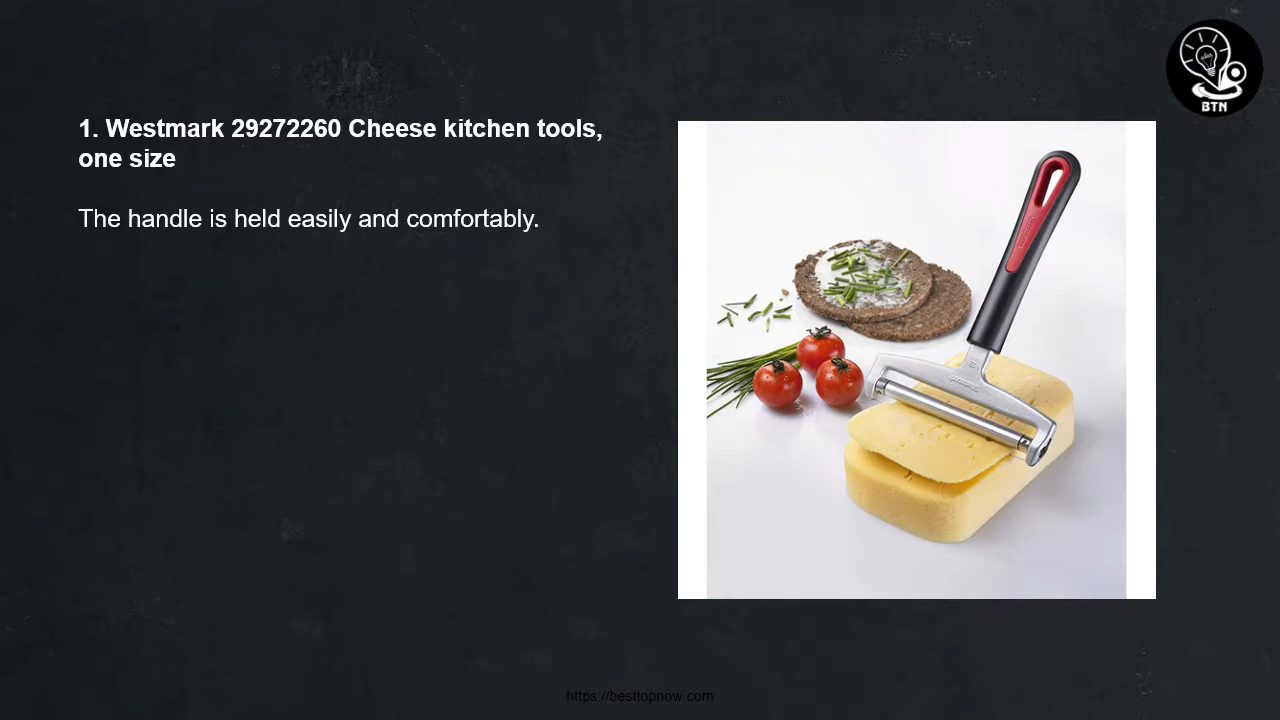 BTN
1. Westmark 29272260 Cheese kitchen tools,
one size
The handle is held easily and comfortably.
https://besttopnow.com